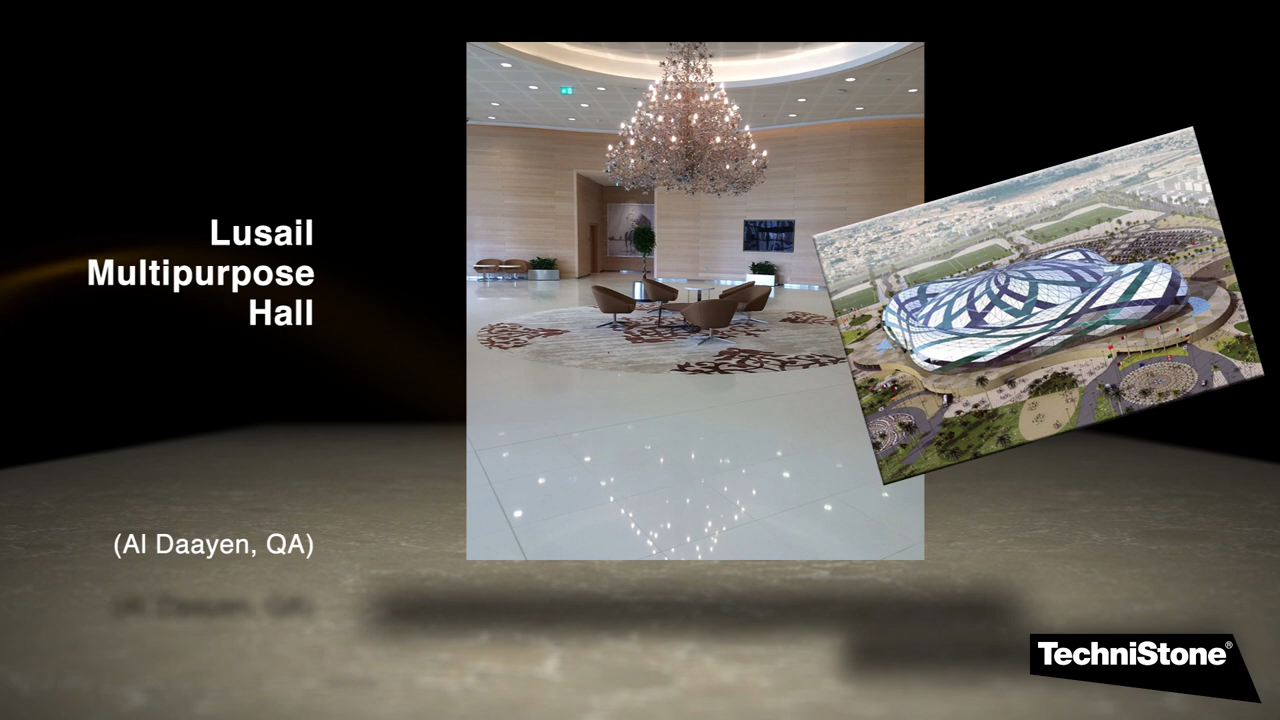 Lusail
Multipurpose
Hall
(Al Daayen, QA)
TechniStone®